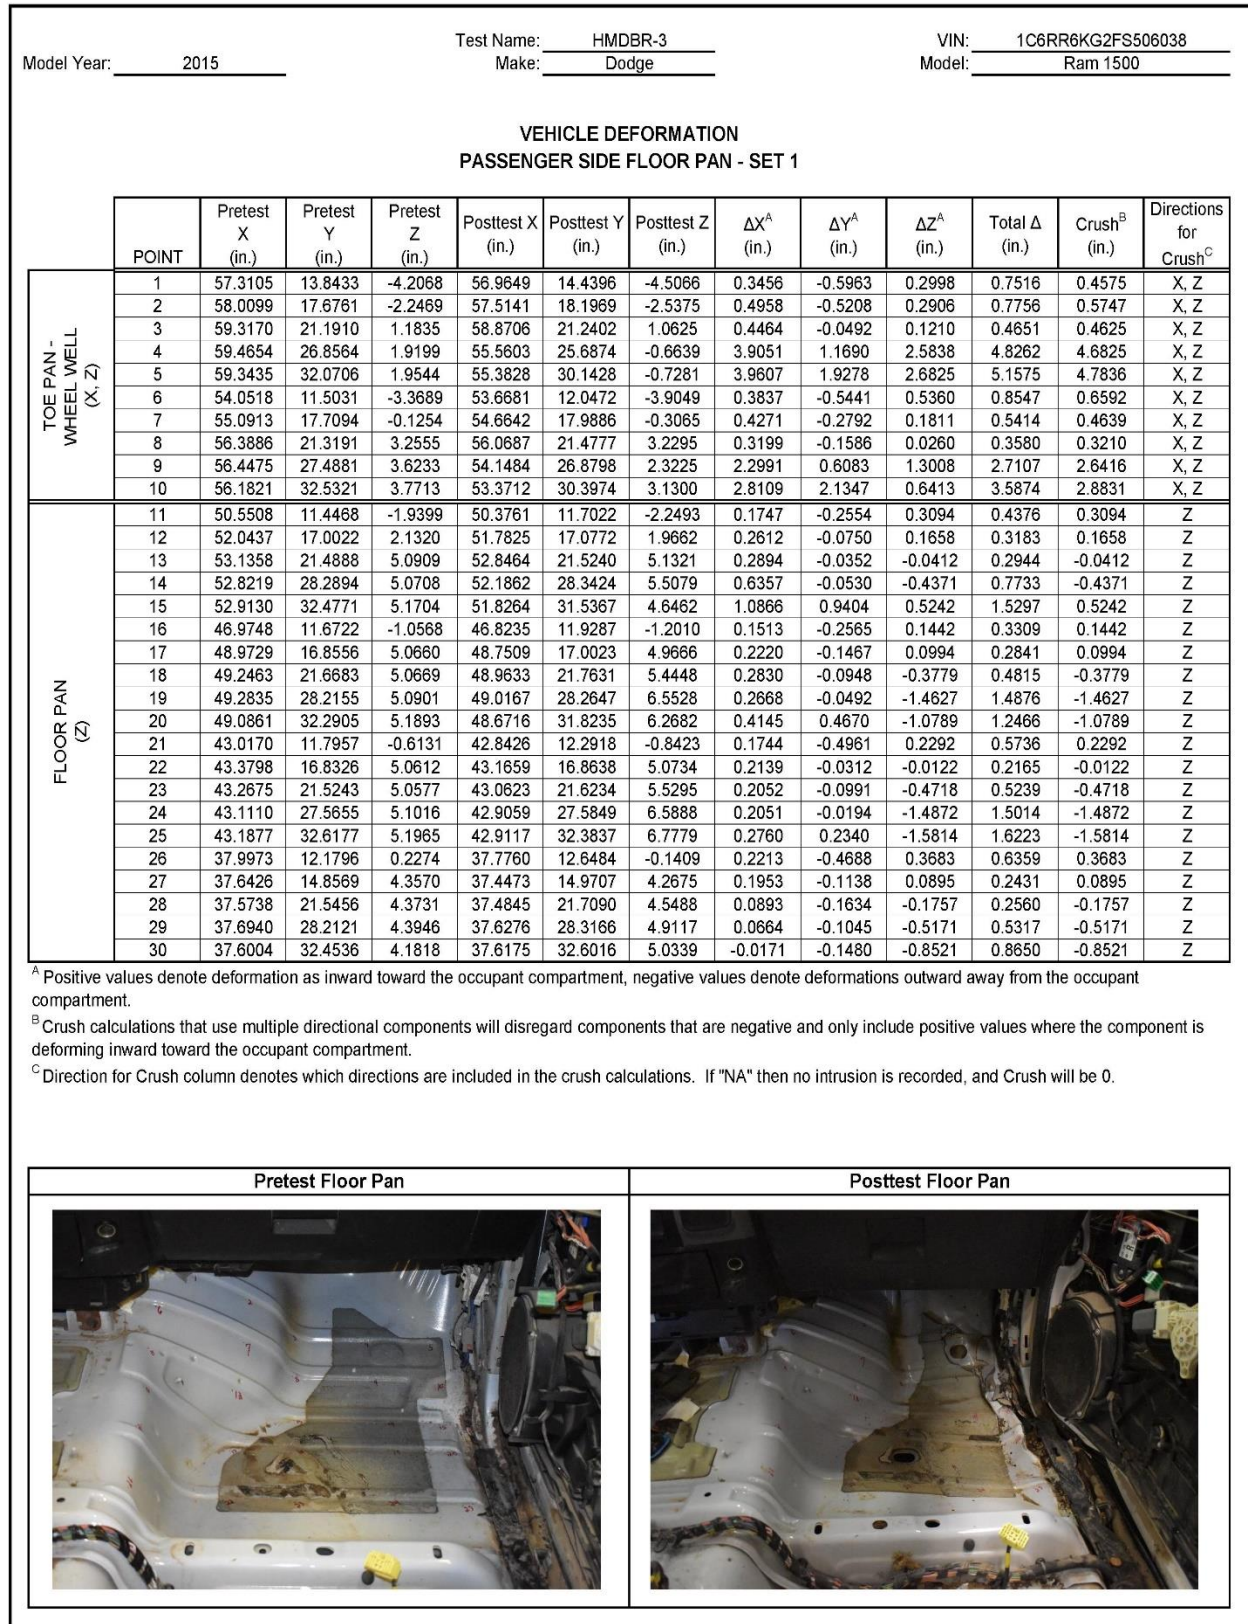 Test Name: HMDBR-3 VIN: 1C6RR6KG2FS506038
Model Year: 2015 Make: Dodge Model: Ram 1500
VEHICLE DEFORMATION
PASSENGER SIDE FLOOR PAN - SET 1
POINT Pretest X (in.) Pretest Y (in.) Pretest Z (in.) Posttest X (in.) Posttest Y (in.) Posttest Z (in.) ΔX^A (in.) ΔY^A (in.) ΔZ^A (in.) Total Δ (in.) Crush^B (in.) Directions for Crush^C
TOE PAN - WHEEL WELL (X, Z)
1 57.3105 13.8433 -4.2068 56.9649 14.4396 -4.5066 0.3456 -0.5963 0.2998 0.7516 0.4575 X, Z
2 58.0099 17.6761 -2.2469 57.5141 18.1969 -2.5375 0.4958 -0.5208 0.2906 0.7756 0.5747 X, Z
3 59.3170 21.1910 1.1835 58.8706 21.2402 1.0625 0.4464 -0.0492 0.1210 0.4651 0.4625 X, Z
4 59.4654 26.8564 1.9199 55.5603 25.6874 -0.6639 3.9051 1.1690 2.5838 4.8262 4.6825 X, Z
5 59.3435 32.0706 1.9544 55.3828 30.1428 -0.7281 3.9607 1.9278 2.6825 5.1575 4.7836 X, Z
6 54.0518 11.5031 -3.3689 53.6681 12.0472 -3.9049 0.3837 -0.5441 0.5360 0.8547 0.6592 X, Z
7 55.0913 17.7094 -0.1254 54.6642 17.9886 -0.3065 0.4271 -0.2792 0.1811 0.5414 0.4639 X, Z
8 56.3886 21.3191 3.2555 56.0687 21.4777 3.2295 0.3199 -0.1586 0.0260 0.3580 0.3210 X, Z
9 56.4475 27.4881 3.6233 54.1484 26.8798 2.3225 2.2991 0.6083 1.3008 2.7107 2.6416 X, Z
10 56.1821 32.5321 3.7713 53.3712 30.3974 3.1300 2.8109 2.1347 0.6413 3.5874 2.8831 X, Z
FLOOR PAN (Z)
11 50.5508 11.4468 -1.9399 50.3761 11.7022 -2.2493 0.1747 -0.2554 0.3094 0.4376 0.3094 Z
12 52.0437 17.0022 2.1320 51.7825 17.0772 1.9662 0.2612 -0.0750 0.1658 0.3183 0.1658 Z
13 53.1358 21.4888 5.0909 52.8464 21.5240 5.1321 0.2894 -0.0352 -0.0412 0.2944 -0.0412 Z
14 52.8219 28.2894 5.0708 52.1862 28.3424 5.5079 0.6357 -0.0530 -0.4371 0.7733 -0.4371 Z
15 52.9130 32.4771 5.1704 51.8264 31.5367 4.6462 1.0866 0.9404 0.5242 1.5297 0.5242 Z
16 46.9748 11.6722 -1.0568 46.8235 11.9287 -1.2010 0.1513 -0.2565 0.1442 0.3309 0.1442 Z
17 48.9729 16.8556 5.0660 48.7509 17.0023 4.9666 0.2220 -0.1467 0.0994 0.2841 0.0994 Z
18 49.2463 21.6683 5.0669 48.9633 21.7631 5.4448 0.2830 -0.0948 -0.3779 0.4815 -0.3779 Z
19 49.2835 28.2155 5.0901 49.0167 28.2647 6.5528 0.2668 -0.0492 -1.4627 1.4876 -1.4627 Z
20 49.0861 32.2905 5.1893 48.6716 31.8235 6.2682 0.4145 0.4670 -1.0789 1.2466 -1.0789 Z
21 43.0170 11.7957 -0.6131 42.8426 12.2918 -0.8423 0.1744 -0.4961 0.2292 0.5736 0.2292 Z
22 43.3798 16.8326 5.0612 43.1659 16.8638 5.0734 0.2139 -0.0312 -0.0122 0.2165 -0.0122 Z
23 43.2675 21.5243 5.0577 43.0623 21.6234 5.5295 0.2052 -0.0991 -0.4718 0.5239 -0.4718 Z
24 43.1110 27.5655 5.1016 42.9059 27.5849 6.5888 0.2051 -0.0194 -1.4872 1.5014 -1.4872 Z
25 43.1877 32.6177 5.1965 42.9117 32.3837 6.7779 0.2760 0.2340 -1.5814 1.6223 -1.5814 Z
26 37.9973 12.1796 0.2274 37.7760 12.6484 -0.1409 0.2213 -0.4688 0.3683 0.6359 0.3683 Z
27 37.6426 14.8569 4.3570 37.4473 14.9707 4.2675 0.1953 -0.1138 0.0895 0.2431 0.0895 Z
28 37.5738 21.5456 4.3731 37.4845 21.7090 4.5488 0.0893 -0.1634 -0.1757 0.2560 -0.1757 Z
29 37.6940 28.2121 4.3946 37.6276 28.3166 4.9117 0.0664 -0.1045 -0.5171 0.5317 -0.5171 Z
30 37.6004 32.4536 4.1818 37.6175 32.6016 5.0339 -0.0171 -0.1480 -0.8521 0.8650 -0.8521 Z
^A Positive values denote deformation as inward toward the occupant compartment, negative values denote deformations outward away from the occupant
compartment.
^B Crush calculations that use multiple directional components will disregard components that are negative and only include positive values where the component is
deforming inward toward the occupant compartment.
^C Direction for Crush column denotes which directions are included in the crush calculations. If "NA" then no intrusion is recorded, and Crush will be 0.
Pretest Floor Pan Posttest Floor Pan